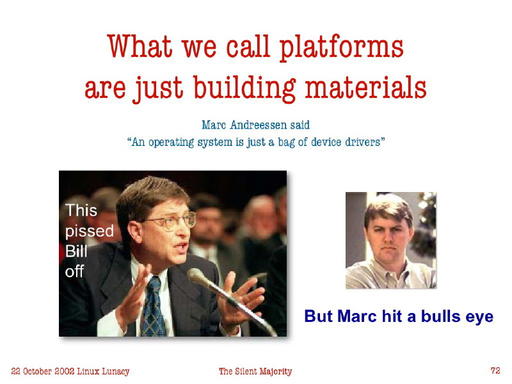 What we call platforms
are just building materials
Marc Andreessen said
“An operating system is just a bag of device drivers”
This
pissed
Bill
off
But Marc hit a bulls eye
22 October 2002 Linux Lunacy
The Silent Majority
72